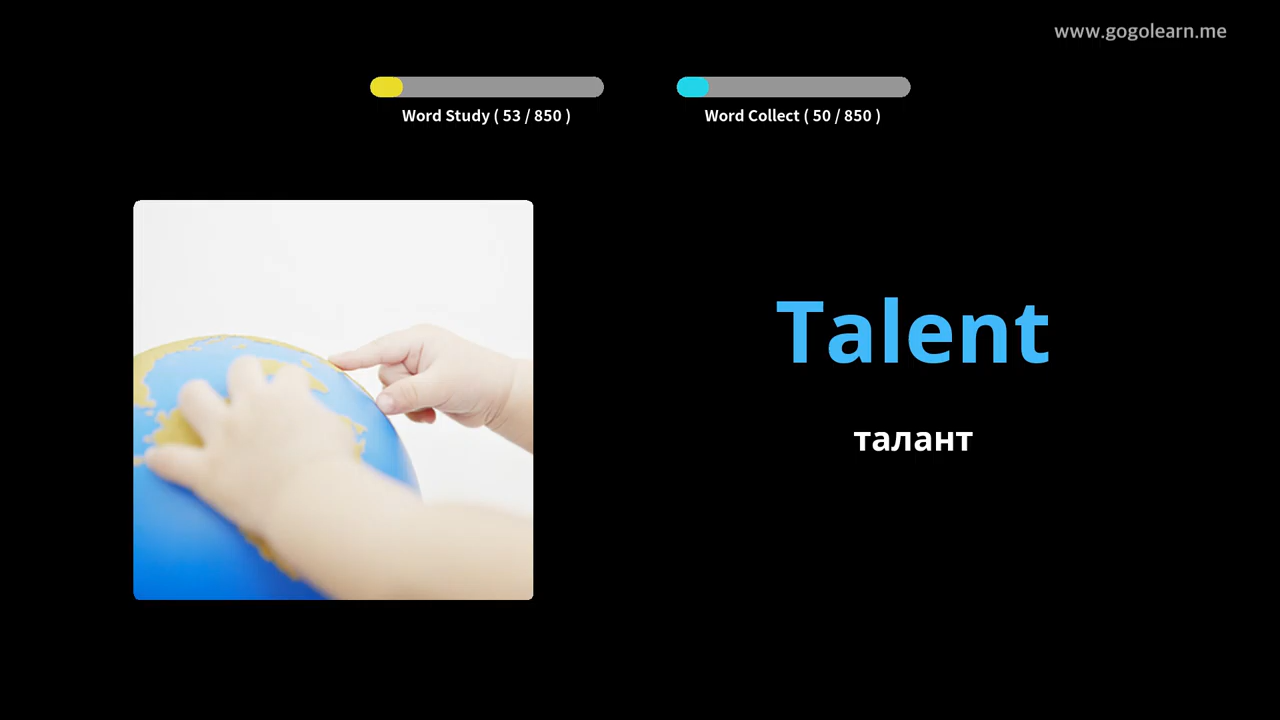 www.gogolearn.me
Word Study ( 53 / 850 )
Word Collect ( 50 / 850 )
Talent
талант